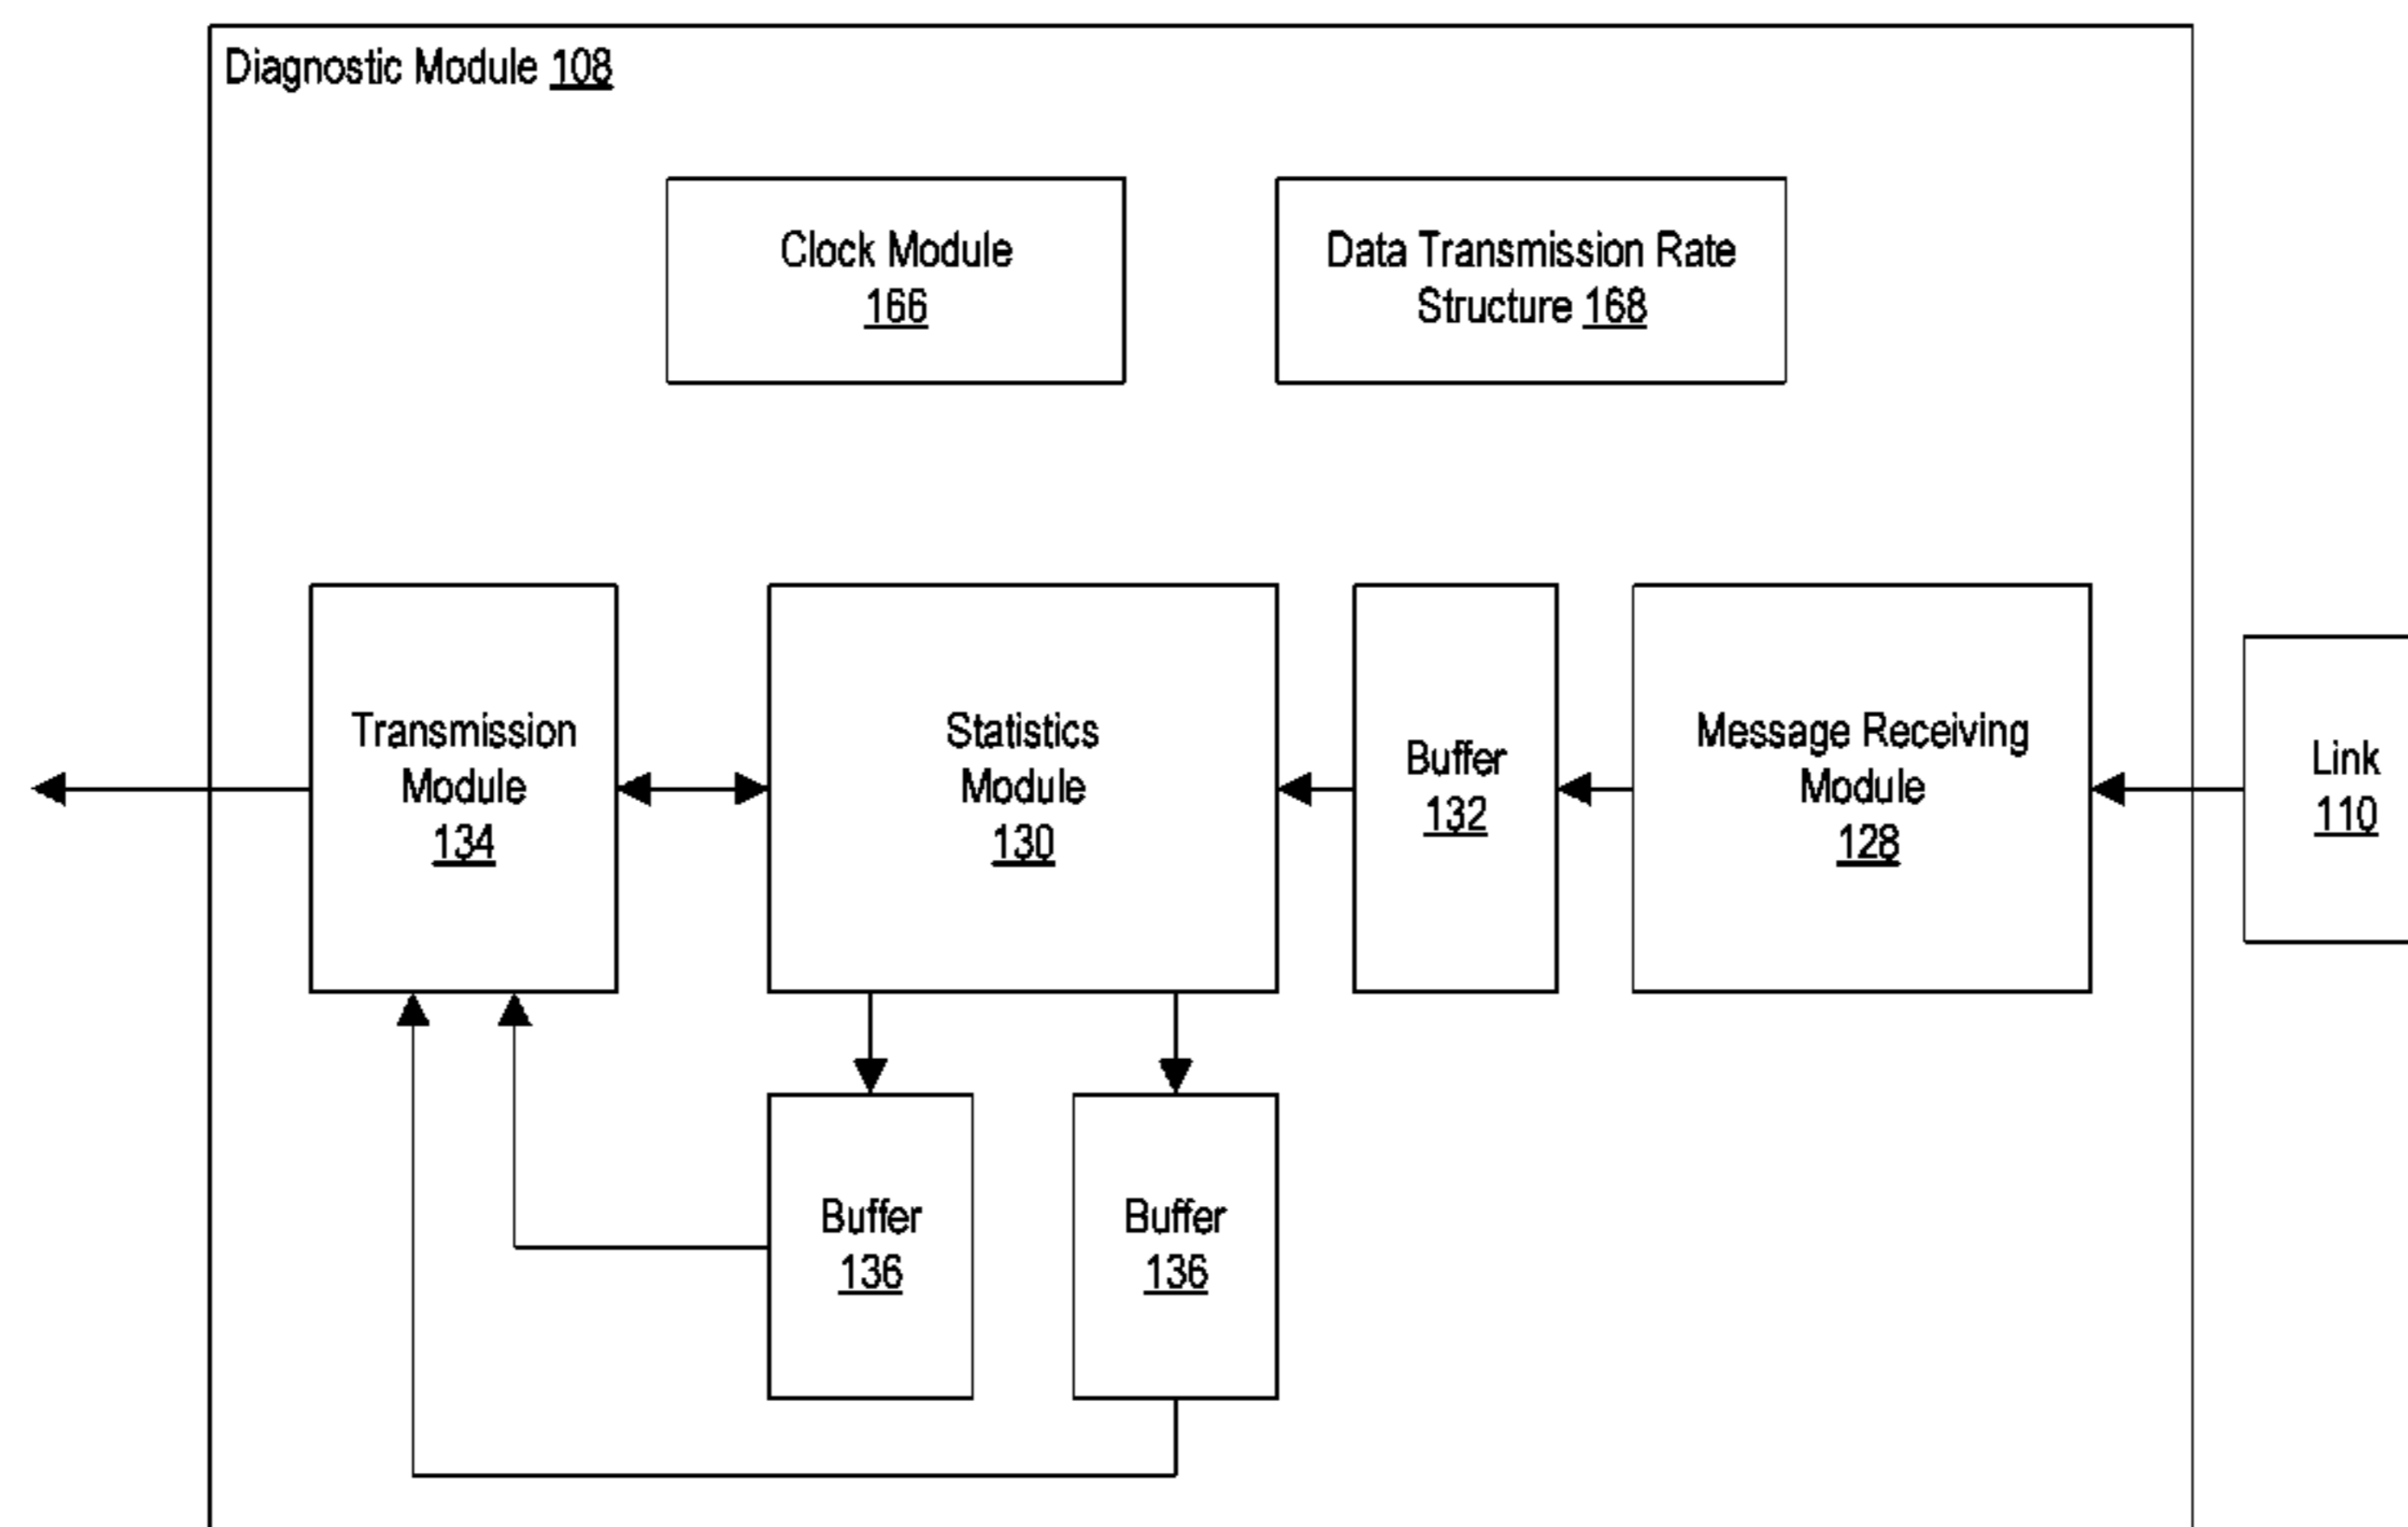 Diagnostic Module 108
Clock Module
166
Data Transmission Rate
Structure 168
Transmission
Module
134
Statistics
Module
130
Buffer
132
Message Receiving
Module
128
Link
110
Buffer
136
Buffer
136